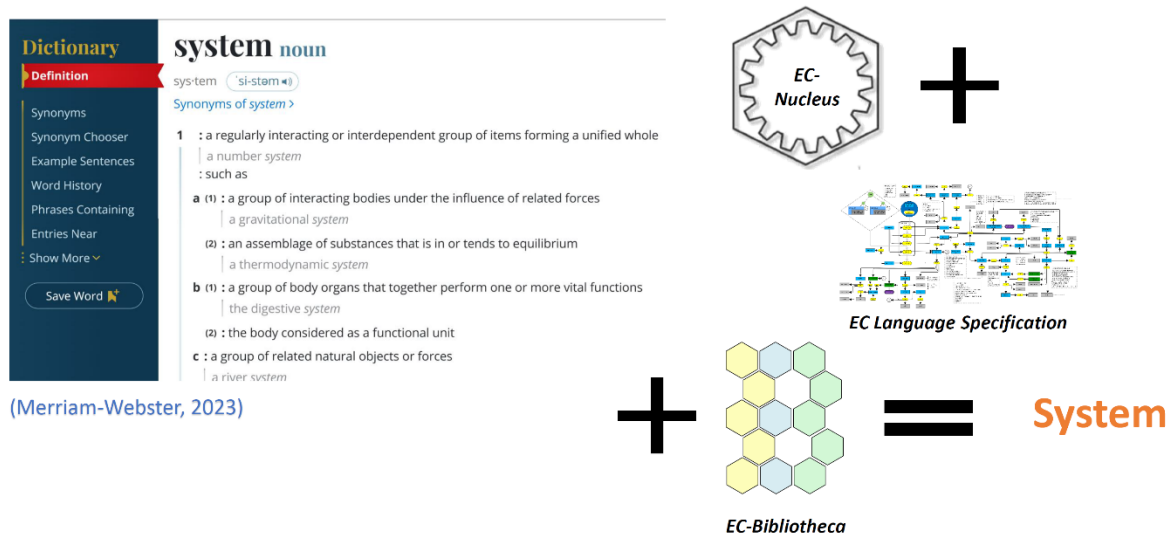 Dictionary
Definition
Synonyms
Synonym Chooser
Example Sentences
Word History
Phrases Containing
Entries Near
Show More
Save Word
system noun
sys·tem ˈsi-stəm
Synonyms of system >
1 : a regularly interacting or interdependent group of items forming a unified whole
a number system
: such as
a (1) : a group of interacting bodies under the influence of related forces
a gravitational system
(2) : an assemblage of substances that is in or tends to equilibrium
a thermodynamic system
b (1) : a group of body organs that together perform one or more vital functions
the digestive system
(2) : the body considered as a functional unit
c : a group of related natural objects or forces
a river system
(Merriam-Webster, 2023)
EC-
Nucleus
+
EC Language Specification
+
EC-Bibliotheca
=
System